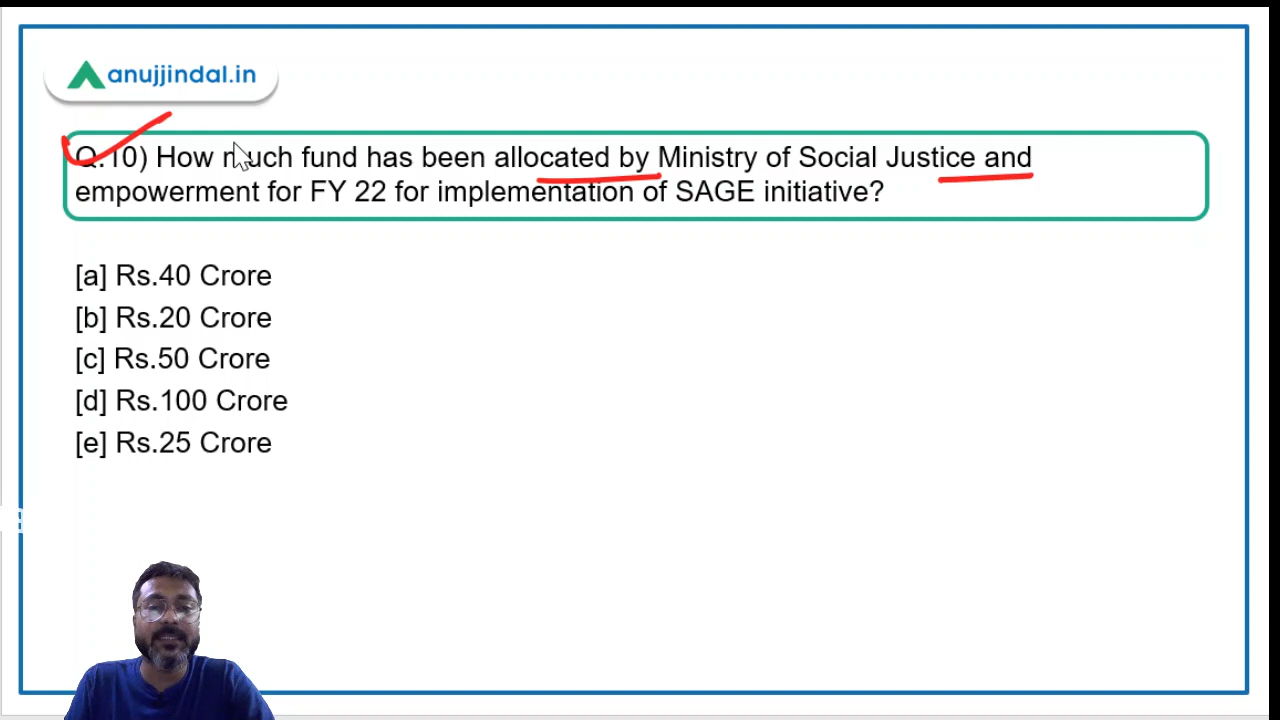 anujjindal.in
Q.10) How much fund has been allocated by Ministry of Social Justice and
empowerment for FY 22 for implementation of SAGE initiative?
[a] Rs.40 Crore
[b] Rs.20 Crore
[c] Rs.50 Crore
[d] Rs.100 Crore
[e] Rs.25 Crore